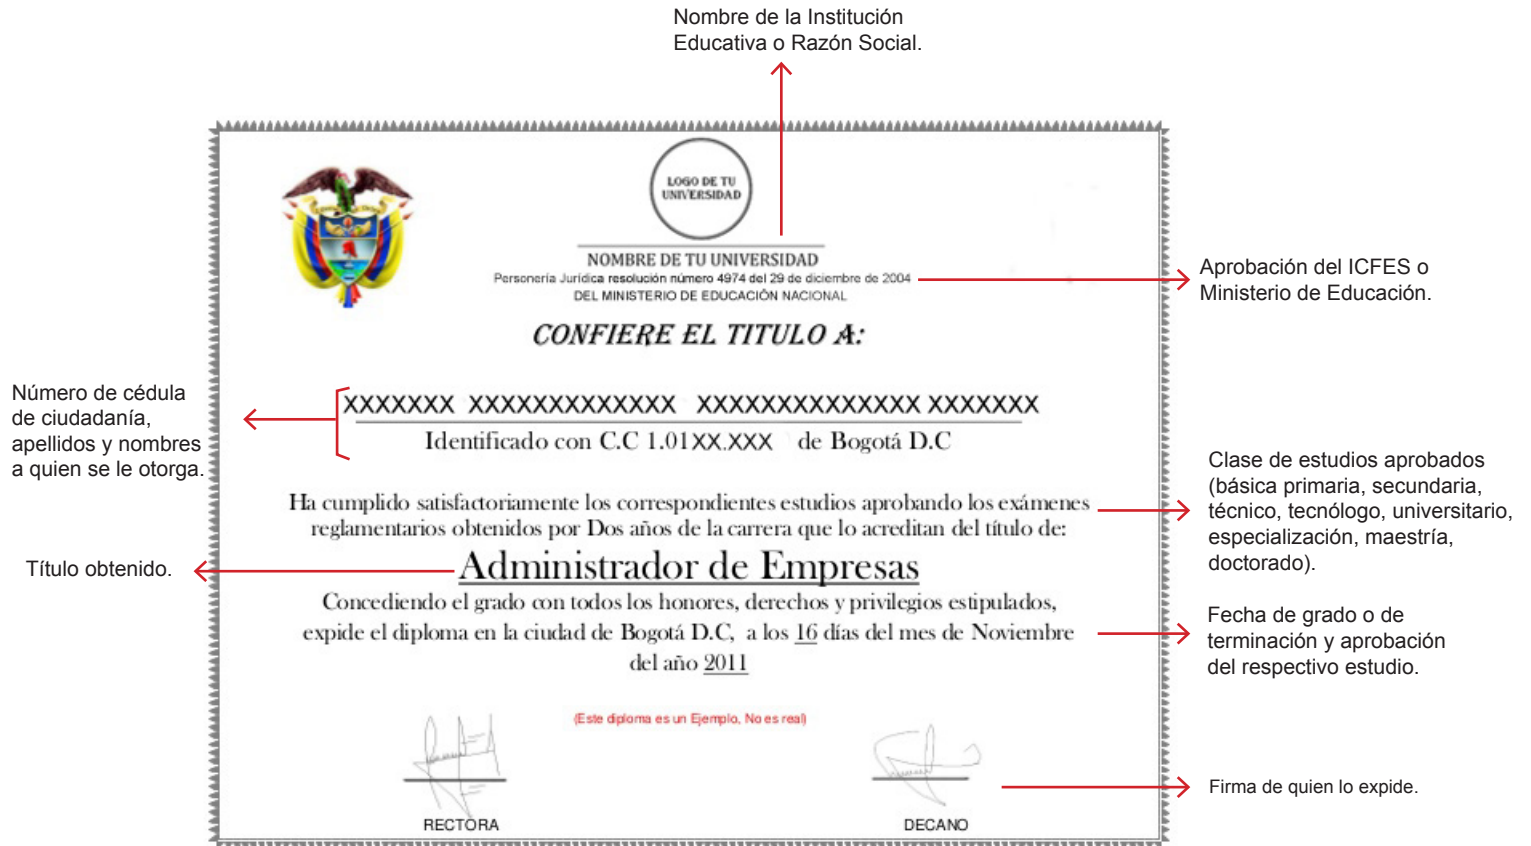 Nombre de la Institución
Educativa o Razón Social.
LOGO DE TU
UNIVERSIDAD
NOMBRE DE TU UNIVERSIDAD
Personería Jurídica resolución número 4974 del 29 de diciembre de 2004
DEL MINISTERIO DE EDUCACIÓN NACIONAL
Aprobación del ICFES o
Ministerio de Educación.
CONFIERE EL TITULO A:
Número de cédula
de ciudadanía,
apellidos y nombres
a quien se le otorga.
XXXXXXX XXXXXXXXXXXXX XXXXXXXXXXXXXX XXXXXXX
Identificado con C.C 1.01XX.XXX de Bogotá D.C
Ha cumplido satisfactoriamente los correspondientes estudios aprobando los exámenes
reglamentarios obtenidos por Dos años de la carrera que lo acreditan del título de:
Clase de estudios aprobados
(básica primaria, secundaria,
técnico, tecnólogo, universitario,
especialización, maestría,
doctorado).
Título obtenido.
Administrador de Empresas
Concediendo el grado con todos los honores, derechos y privilegios estipulados,
expide el diploma en la ciudad de Bogotá D.C, a los 16 días del mes de Noviembre
del año 2011
Fecha de grado o de
terminación y aprobación
del respectivo estudio.
(Este diploma es un Ejemplo, No es real)
RECTORA
DECANO
Firma de quien lo expide.